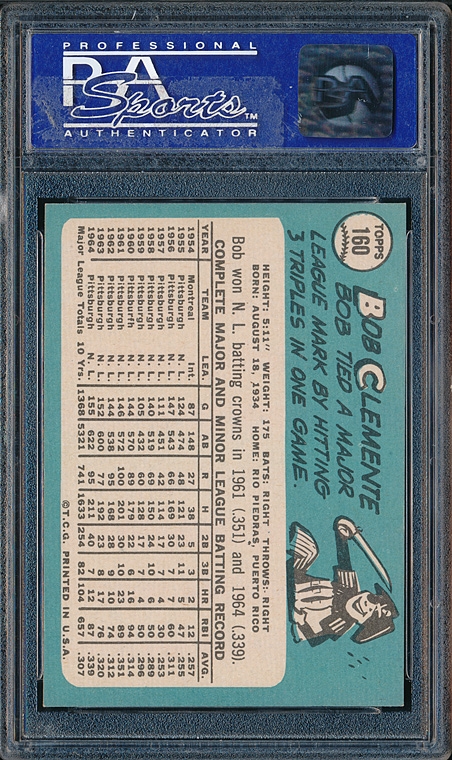 PROFESSIONAL
PSA
Sports™
AUTHENTICATOR
PSA
TOPPS
160
BOB CLEMENTE
BOB TIED A MAJOR
LEAGUE MARK BY HITTING
3 TRIPLES IN ONE GAME.
HEIGHT: 5:11" WEIGHT: 175 BATS: RIGHT THROWS: RIGHT
BORN: AUGUST 18, 1934 HOME: RIO PIEDRAS, PUERTO RICO
Bob won N. L. batting crowns in 1961 (.351) and 1964 (.339).
COMPLETE MAJOR AND MINOR LEAGUE BATTING RECORD
YEAR TEAM LEA. G AB R H 2B 3B HR RBI AVG.
1954 Montreal Int. 87 148 27 38 5 3 2 12 .257
1955 Pittsburgh N. L. 124 474 48 121 23 11 5 47 .255
1956 Pittsburgh N. L. 147 543 66 169 30 7 7 60 .311
1957 Pittsburgh N. L. 111 451 42 114 17 7 4 30 .253
1958 Pittsburgh N. L. 140 519 69 150 24 10 6 50 .289
1959 Pittsburgh N. L. 105 432 60 128 17 7 4 50 .296
1960 Pittsburgh N. L. 144 570 89 179 22 6 16 94 .314
1961 Pittsburgh N. L. 146 572 100 201 30 10 23 89 .351
1962 Pittsburgh N. L. 144 538 95 168 28 9 10 74 .312
1963 Pittsburgh N. L. 152 600 77 192 23 8 17 76 .320
1964 Pittsburgh N. L. 155 622 95 211 40 7 12 87 .339
Major League Totals 10 Yrs. 1368 5321 741 1633 254 82 104 657 .307
©T.C.G. PRINTED IN U.S.A.